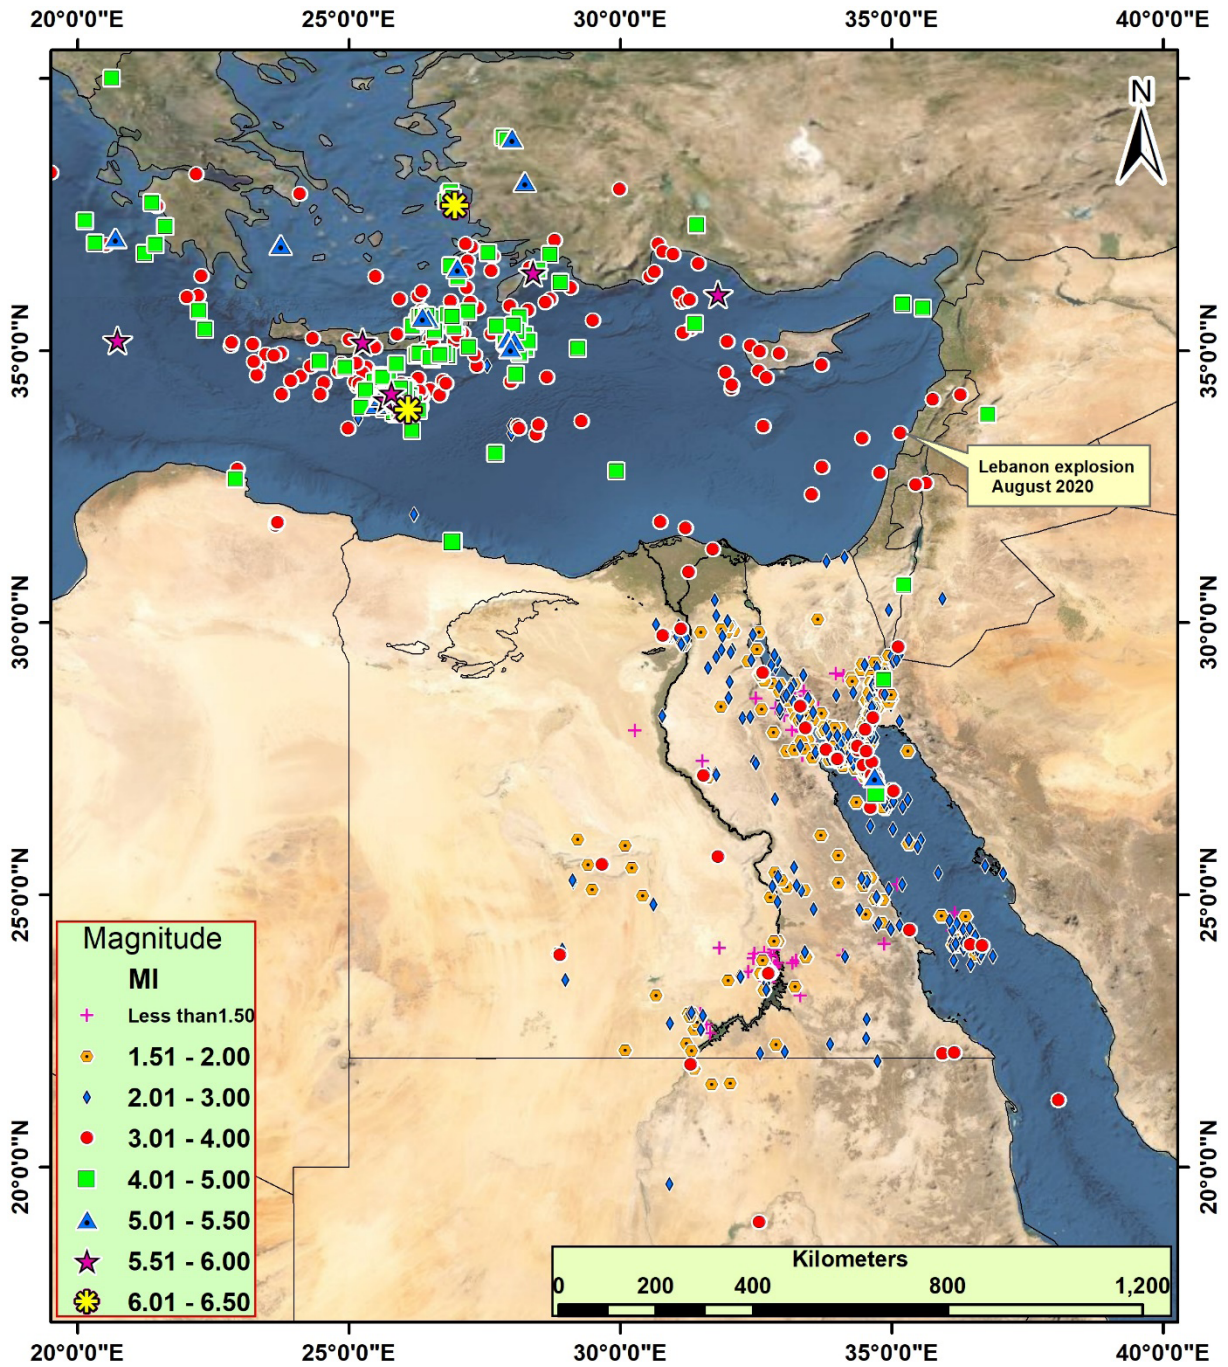 20°0'0"E 25°0'0"E 30°0'0"E 35°0'0"E 40°0'0"E
N
35°0'0"N
35°0'0"N
Lebanon explosion
August 2020
30°0'0"N
30°0'0"N
25°0'0"N
25°0'0"N
20°0'0"N
20°0'0"N
Magnitude
Ml
Less than1.50
1.51 - 2.00
2.01 - 3.00
3.01 - 4.00
4.01 - 5.00
5.01 - 5.50
5.51 - 6.00
6.01 - 6.50
Kilometers
0 200 400 800 1,200
20°0'0"E 25°0'0"E 30°0'0"E 35°0'0"E 40°0'0"E